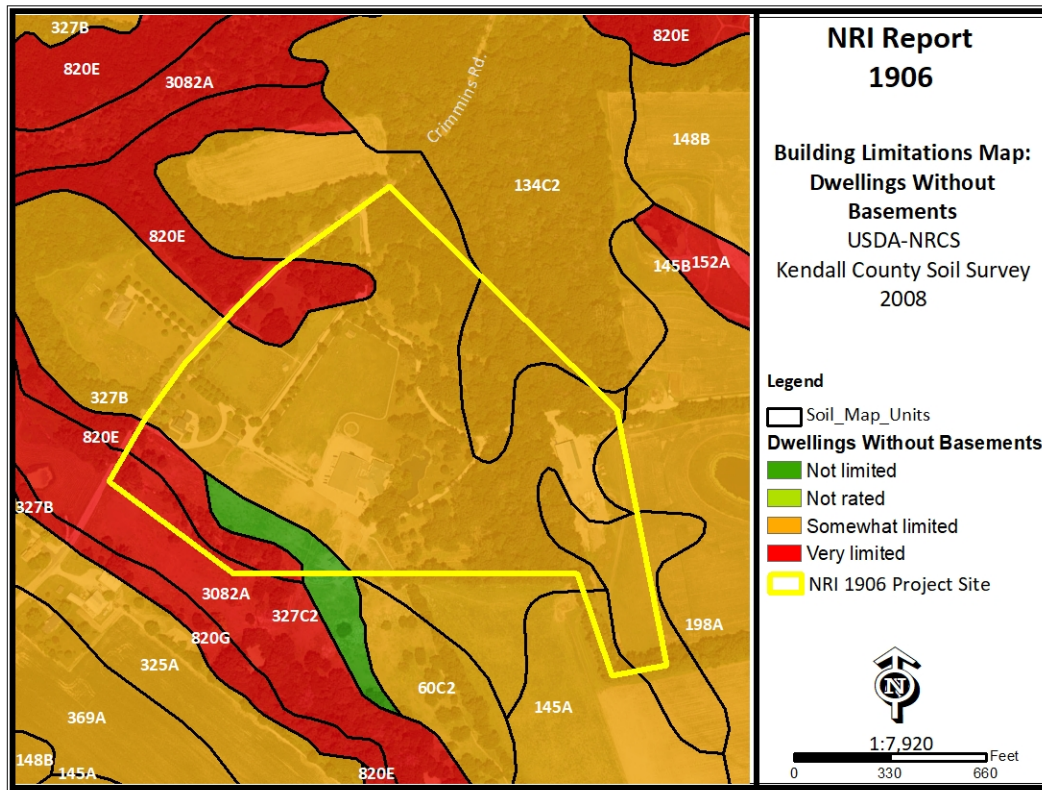 327B
820E
3082A
820E
Crimmins Rd.
148B
134C2
820E
145B
152A
327B
820E
327B
3082A
327C2
820G
325A
198A
60C2
145A
369A
148B
145A
820E
NRI Report
1906
Building Limitations Map:
Dwellings Without
Basements
USDA-NRCS
Kendall County Soil Survey
2008
Legend
Soil_Map_Units
Dwellings Without Basements
Not limited
Not rated
Somewhat limited
Very limited
NRI 1906 Project Site
N
1:7,920
Feet
0 330 660